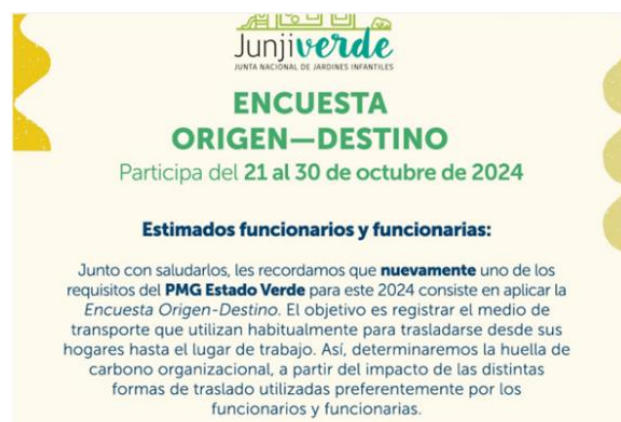 Junjiverde
JUNTA NACIONAL DE JARDINES INFANTILES
ENCUESTA
ORIGEN—DESTINO
Participa del 21 al 30 de octubre de 2024
Estimados funcionarios y funcionarias:
Junto con saludarlos, les recordamos que nuevamente uno de los
requisitos del PMG Estado Verde para este 2024 consiste en aplicar la
Encuesta Origen-Destino. El objetivo es registrar el medio de
transporte que utilizan habitualmente para trasladarse desde sus
hogares hasta el lugar de trabajo. Así, determinaremos la huella de
carbono organizacional, a partir del impacto de las distintas
formas de traslado utilizadas preferentemente por los
funcionarios y funcionarias.